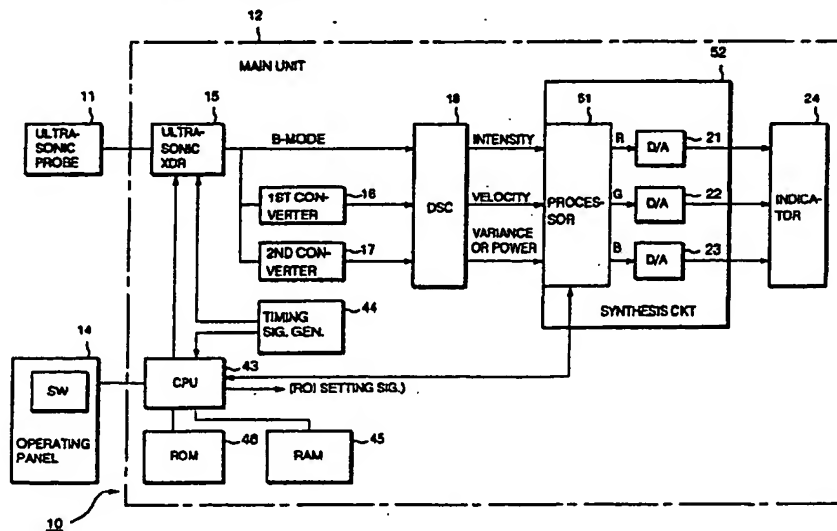 12
MAIN UNIT
52
11
15
18
51
24
ULTRA-
SONIC
PROBE
ULTRA-
SONIC
XDR
B-MODE
DSC
INTENSITY
VELOCITY
VARIANCE
OR POWER
PROCES-
SOR
R
G
B
D/A
21
D/A
22
D/A
23
INDICA-
TOR
1ST CON-
VERTER
16
2ND CON-
VERTER
17
SYNTHESIS CKT
TIMING
SIG. GEN.
44
14
SW
OPERATING
PANEL
CPU
43
(ROI SETTING SIG.)
ROM
46
RAM
45
10